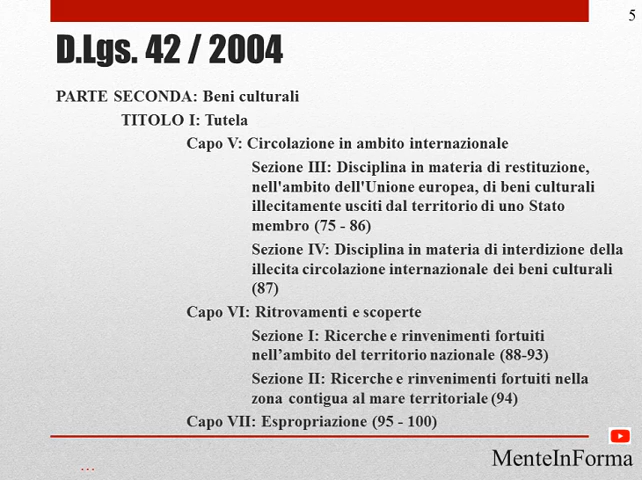 5
D.Lgs. 42 / 2004
PARTE SECONDA: Beni culturali
TITOLO I: Tutela
Capo V: Circolazione in ambito internazionale
Sezione III: Disciplina in materia di restituzione,
nell'ambito dell'Unione europea, di beni culturali
illecitamente usciti dal territorio di uno Stato
membro (75 - 86)
Sezione IV: Disciplina in materia di interdizione della
illecita circolazione internazionale dei beni culturali
(87)
Capo VI: Ritrovamenti e scoperte
Sezione I: Ricerche e rinvenimenti fortuiti
nell’ambito del territorio nazionale (88-93)
Sezione II: Ricerche e rinvenimenti fortuiti nella
zona contigua al mare territoriale (94)
Capo VII: Espropriazione (95 - 100)
MenteInForma
...